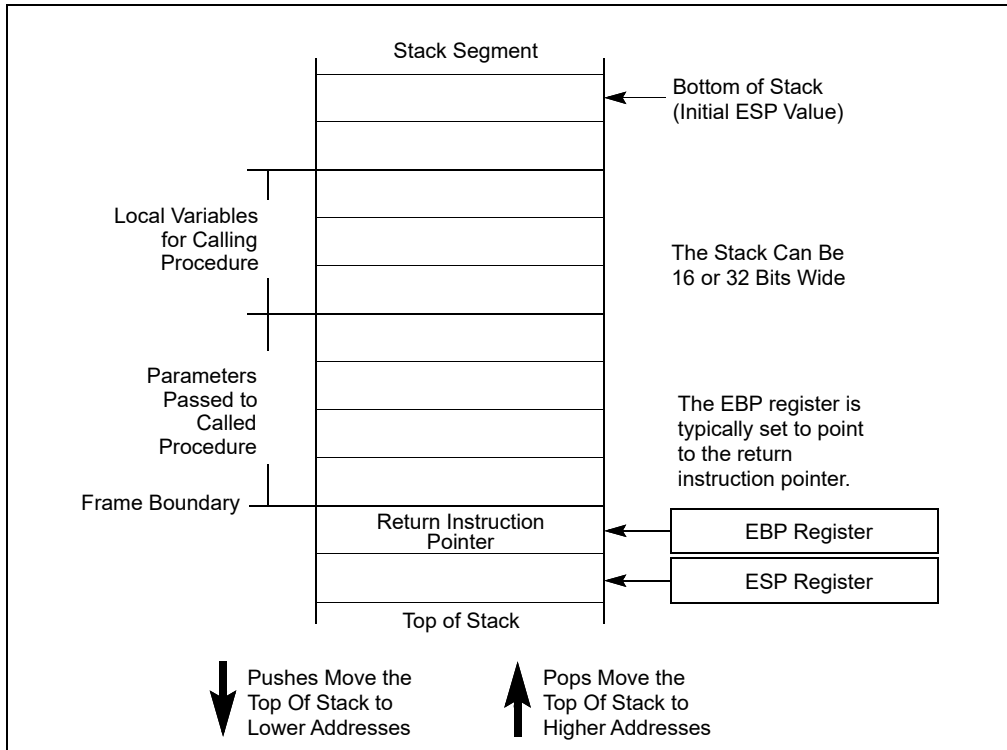 Stack Segment
Bottom of Stack
(Initial ESP Value)
Local Variables
for Calling
Procedure
The Stack Can Be
16 or 32 Bits Wide
Parameters
Passed to
Called
Procedure
The EBP register is
typically set to point
to the return
instruction pointer.
Frame Boundary
Return Instruction
Pointer
EBP Register
ESP Register
Top of Stack
Pushes Move the
Top Of Stack to
Lower Addresses
Pops Move the
Top Of Stack to
Higher Addresses